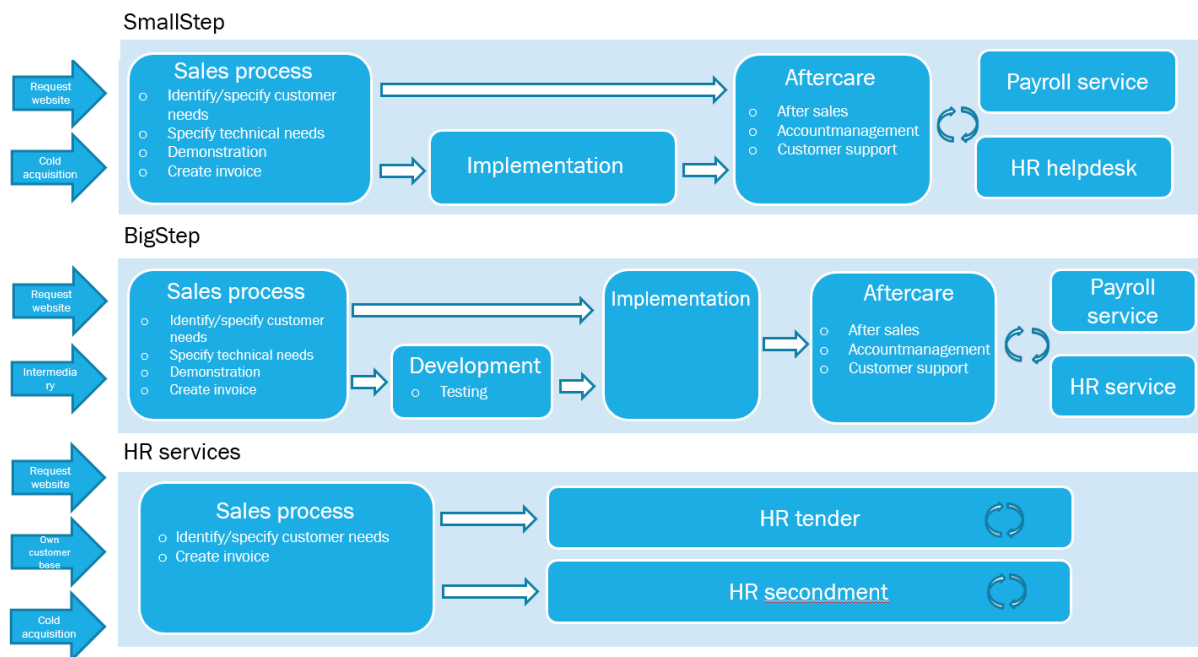 SmallStep
Request
website
Cold
acquisition
Sales process
o Identify/specify customer
needs
o Specify technical needs
o Demonstration
o Create invoice
Implementation
Aftercare
o After sales
o Accountmanagement
o Customer support
Payroll service
HR helpdesk
BigStep
Request
website
Intermedia
ry
Sales process
o Identify/specify customer
needs
o Specify technical needs
o Demonstration
o Create invoice
Development
o Testing
Implementation
Aftercare
o After sales
o Accountmanagement
o Customer support
Payroll
service
HR service
HR services
Request
website
Own
customer
base
Cold
acquisition
Sales process
o Identify/specify customer needs
o Create invoice
HR tender
HR secondment